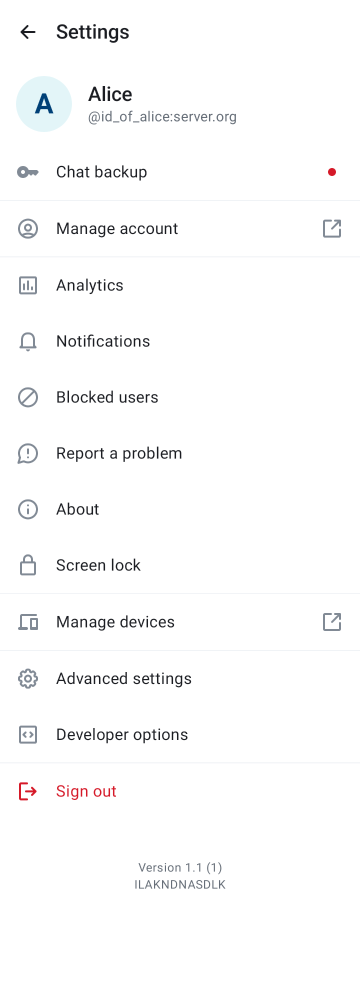 Settings
A
Alice
@id_of_alice:server.org
Chat backup
Manage account
Analytics
Notifications
Blocked users
Report a problem
About
Screen lock
Manage devices
Advanced settings
Developer options
Sign out
Version 1.1 (1)
ILAKNDNASDLK